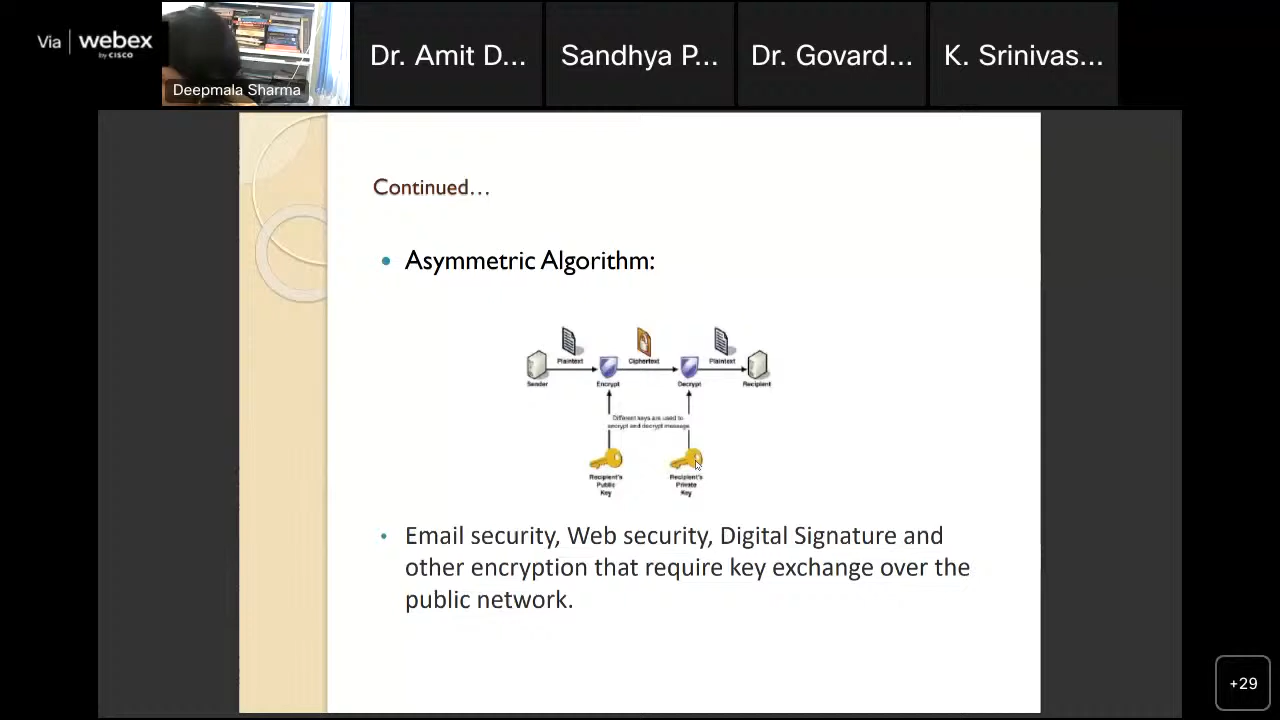 Via webex
by CISCO
Deepmala Sharma
Dr. Amit D...
Sandhya P...
Dr. Govard...
K. Srinivas...
Continued...
• Asymmetric Algorithm:
Plaintext
Ciphertext
Plaintext
Sender
Encrypt
Decrypt
Recipient
Different keys are used to
encrypt and decrypt message
Recipient's
Public
Key
Recipient's
Private
Key
• Email security, Web security, Digital Signature and
other encryption that require key exchange over the
public network.
+29